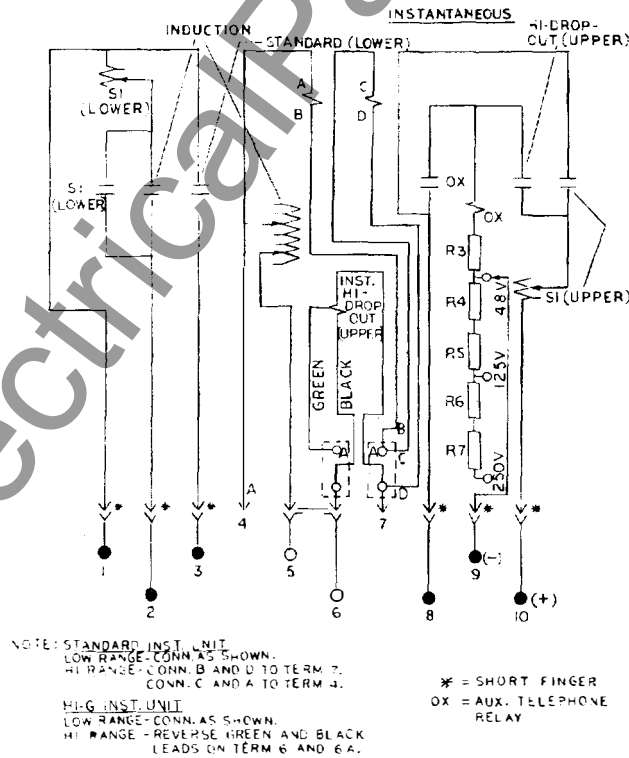 INSTANTANEOUS
INDUCTION
STANDARD (LOWER)
HI-DROP-
OUT (UPPER)
SI
(LOWER)
A
B
C
D
SI
(LOWER)
OX
OX
R3
R4
R5
R6
R7
48V
125V
250V
SI (UPPER)
INST.
HI-
DROP
OUT
(UPPER)
GREEN
BLACK
A
A
B
C
D
A
* * * * *
1
2
3
4
5
6
7
8
9 (-)
10 (+)
NOTE: STANDARD INST. UNIT
LOW RANGE-CONN. AS SHOWN.
HI RANGE-CONN. B AND D TO TERM 7.
CONN. C AND A TO TERM 4.
HI-G INST. UNIT
LOW RANGE-CONN. AS SHOWN.
HI RANGE - REVERSE GREEN AND BLACK
LEADS ON TERM 6 AND 6A.
* = SHORT FINGER
OX = AUX. TELEPHONE
RELAY
ectricalPa